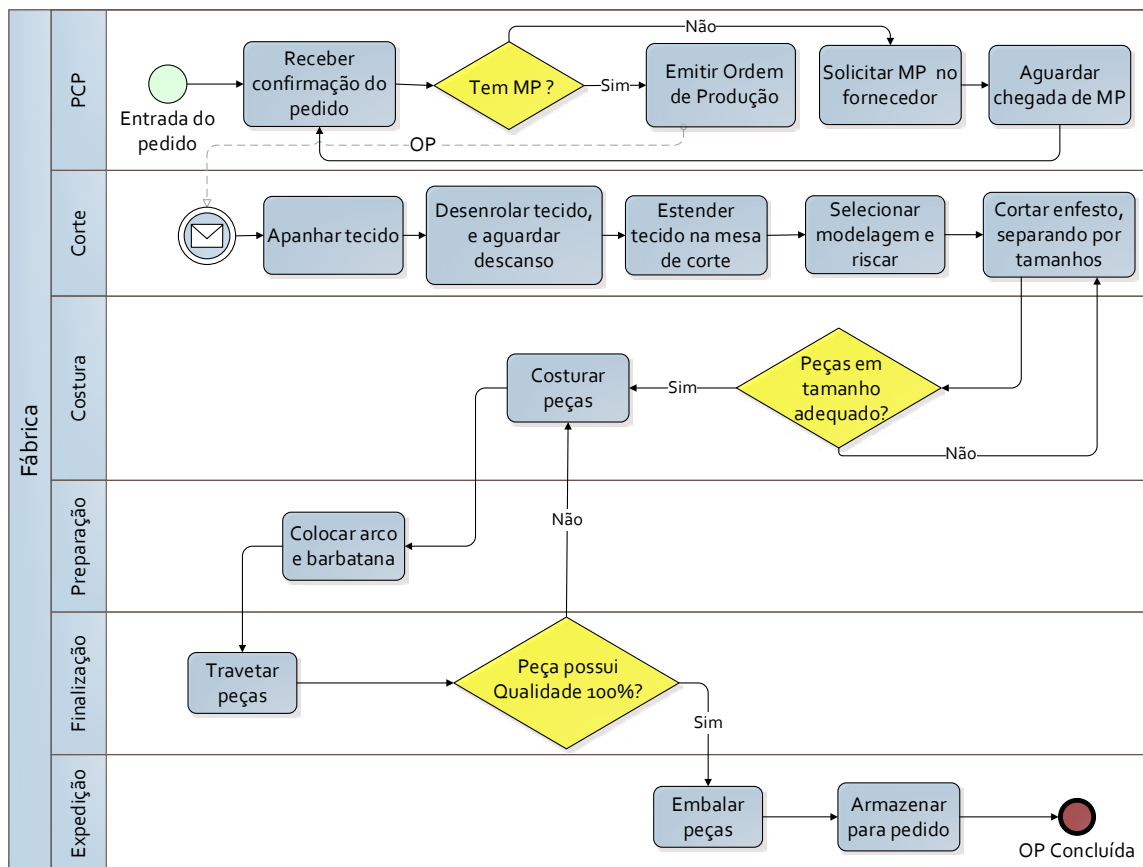 Fábrica
PCP
Entrada do
pedido
Receber
confirmação do
pedido
Tem MP ?
Não
Sim
Emitir Ordem
de Produção
Solicitar MP no
fornecedor
Aguardar
chegada de MP
OP
Corte
Apanhar tecido
Desenrolar tecido,
e aguardar
descanso
Estender
tecido na mesa
de corte
Selecionar
modelagem e
riscar
Cortar enfesto,
separando por
tamanhos
Costura
Costurar
peças
Sim
Peças em
tamanho
adequado?
Não
Preparação
Colocar arco
e barbatana
Não
Finalização
Travetar
peças
Peça possui
Qualidade 100%?
Sim
Expedição
Embalar
peças
Armazenar
para pedido
OP Concluída